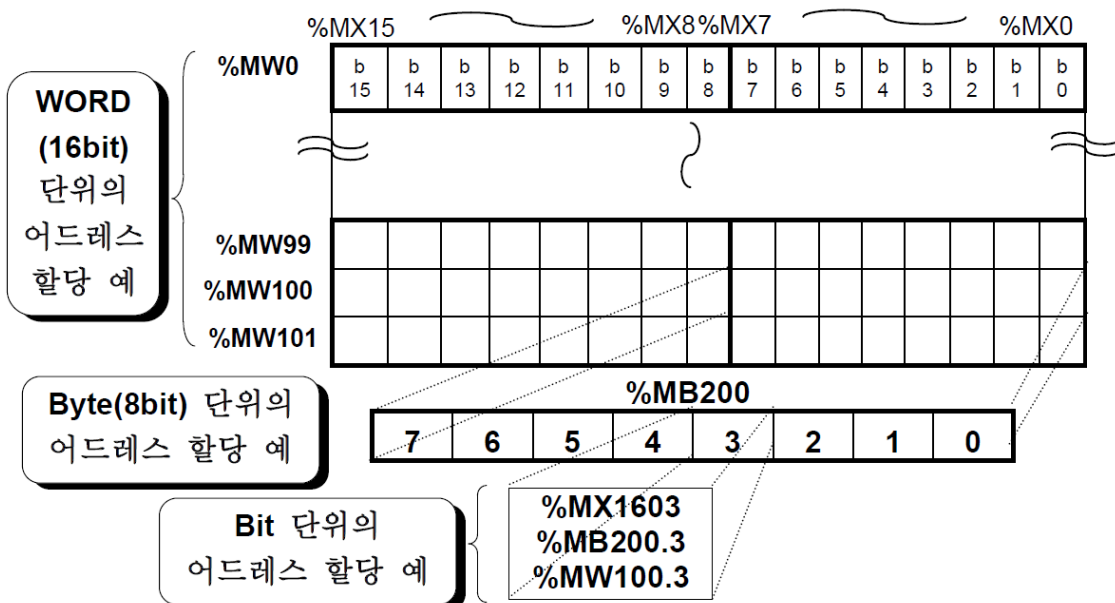 %MX15 %MX8 %MX7 %MX0
%MW0
b b b b b b b b b b b b b b b b
15 14 13 12 11 10 9 8 7 6 5 4 3 2 1 0
WORD
(16bit)
단위의
어드레스
할당 예
%MW99
%MW100
%MW101
%MB200
Byte(8bit) 단위의
어드레스 할당 예
7 6 5 4 3 2 1 0
Bit 단위의
어드레스 할당 예
%MX1603
%MB200.3
%MW100.3